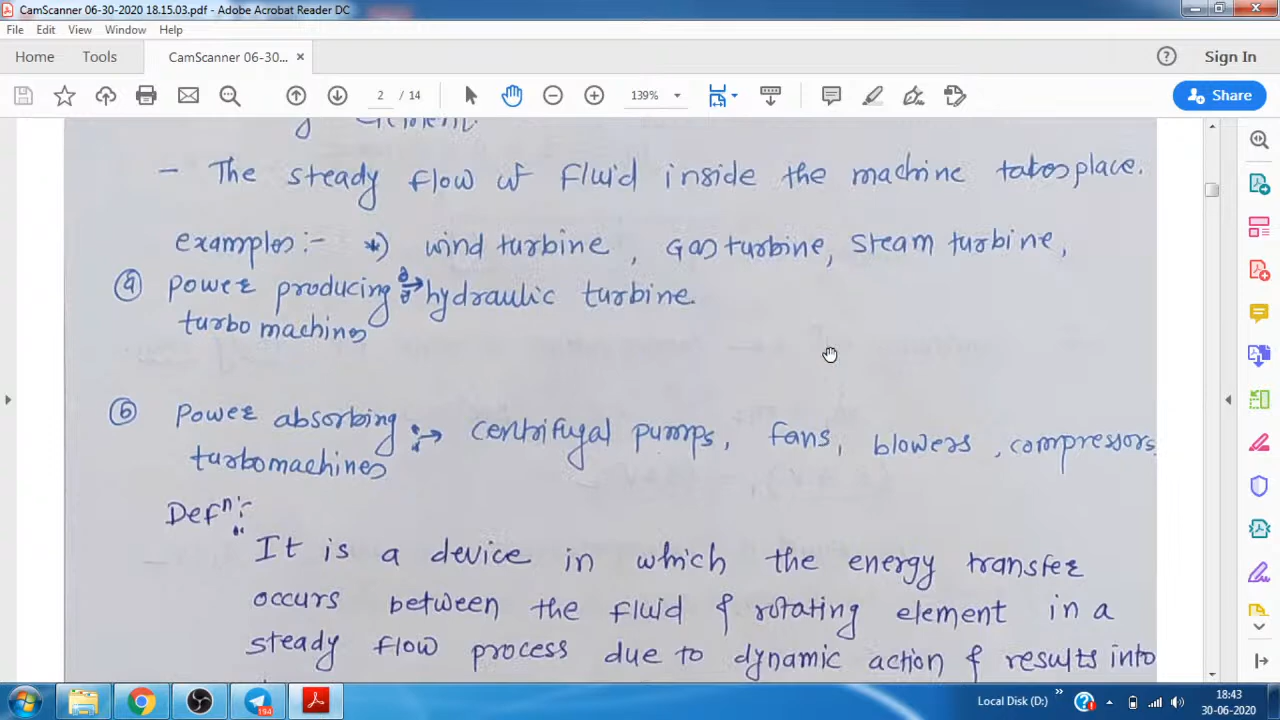 CamScanner 06-30-2020 18.15.03.pdf - Adobe Acrobat Reader DC
File Edit View Window Help
Home Tools CamScanner 06-30... × Sign In
2 / 14 139% Share
- The steady flow of fluid inside the machine takes place.
examples :- *) wind turbine, Gas turbine, steam turbine,
(a) Power producing → hydraulic turbine.
turbo machines
(b) Power absorbing :→ centrifugal pumps, fans, blowers, compressors.
turbomachines
Defn :-
"It is a device in which the energy transfer
occurs between the fluid & rotating element in a
steady flow process due to dynamic action & results into
194 Local Disk (D:) » 18:43
30-06-2020